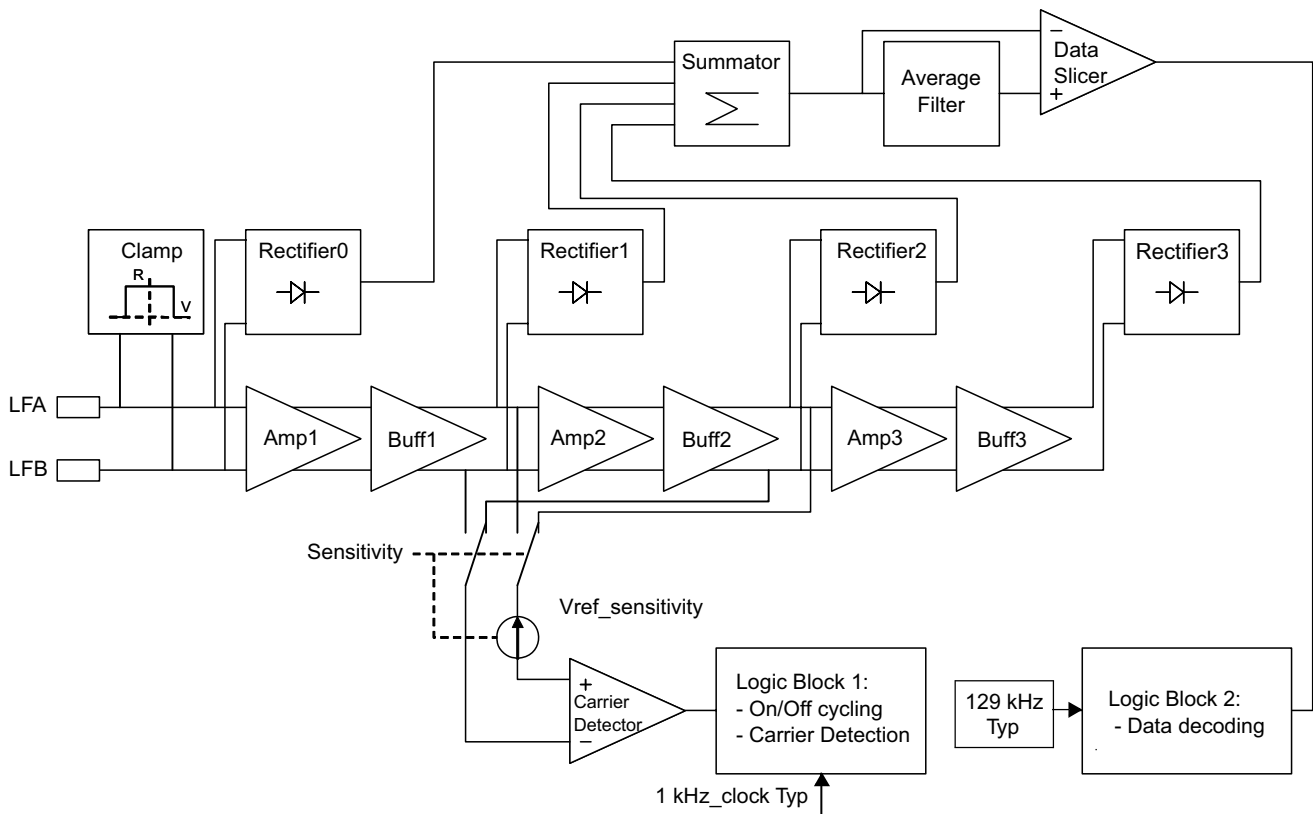 Summator
Average
Filter
−
Data
Slicer
+
Clamp
R
V
Rectifier0
Rectifier1
Rectifier2
Rectifier3
LFA
LFB
Amp1
Buff1
Amp2
Buff2
Amp3
Buff3
Sensitivity
Vref_sensitivity
+
Carrier
Detector
−
Logic Block 1:
- On/Off cycling
- Carrier Detection
1 kHz_clock Typ
129 kHz
Typ
Logic Block 2:
- Data decoding